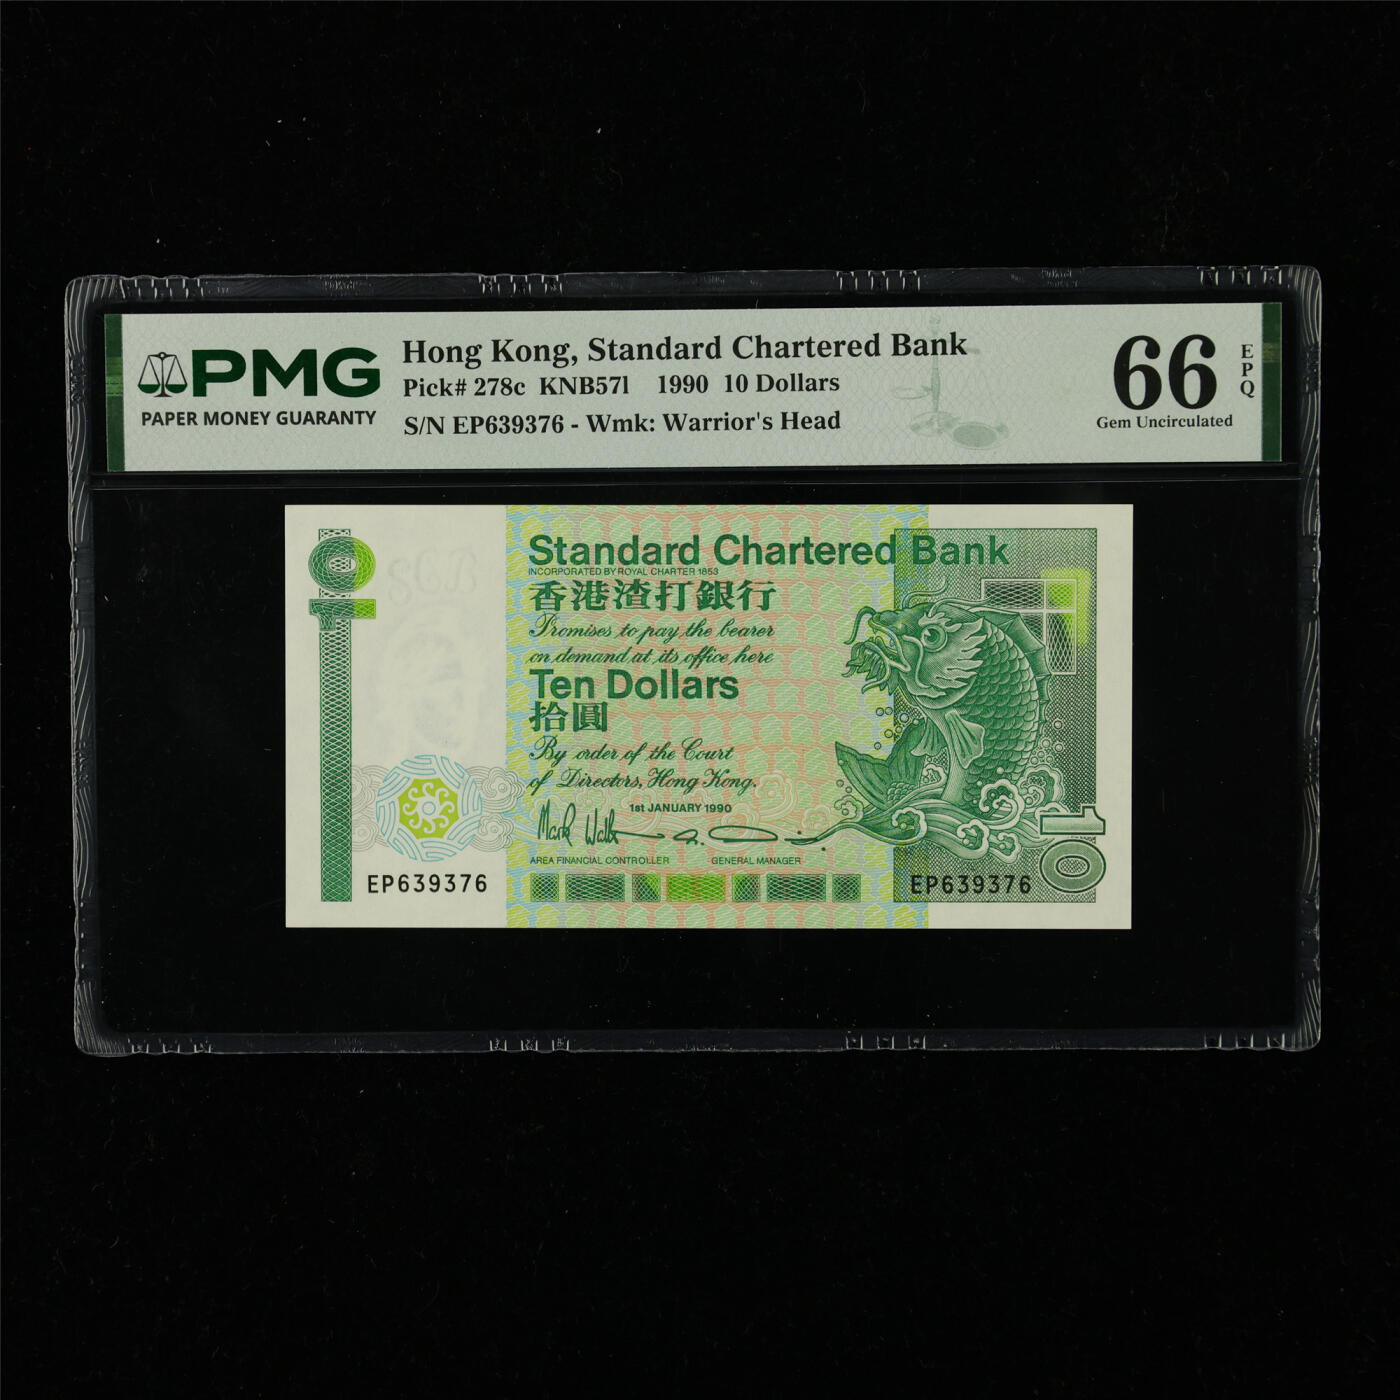 PMG
PAPER MONEY GUARANTY
Hong Kong, Standard Chartered Bank
Pick# 278c KNB57l 1990 10 Dollars
S/N EP639376 - Wmk: Warrior's Head
66
EPQ
Gem Uncirculated
10
Standard Chartered Bank
INCORPORATED BY ROYAL CHARTER 1853
香港渣打銀行
Promises to pay the bearer
on demand at its office here
Ten Dollars
拾圓
By order of the Court
of Directors, Hong Kong.
1st JANUARY 1990
AREA FINANCIAL CONTROLLER GENERAL MANAGER
EP639376 EP639376
10